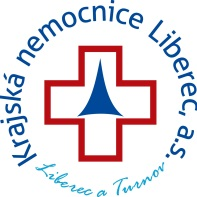 Krajská nemocnice Liberec, a.s.
Liberec a Turnov